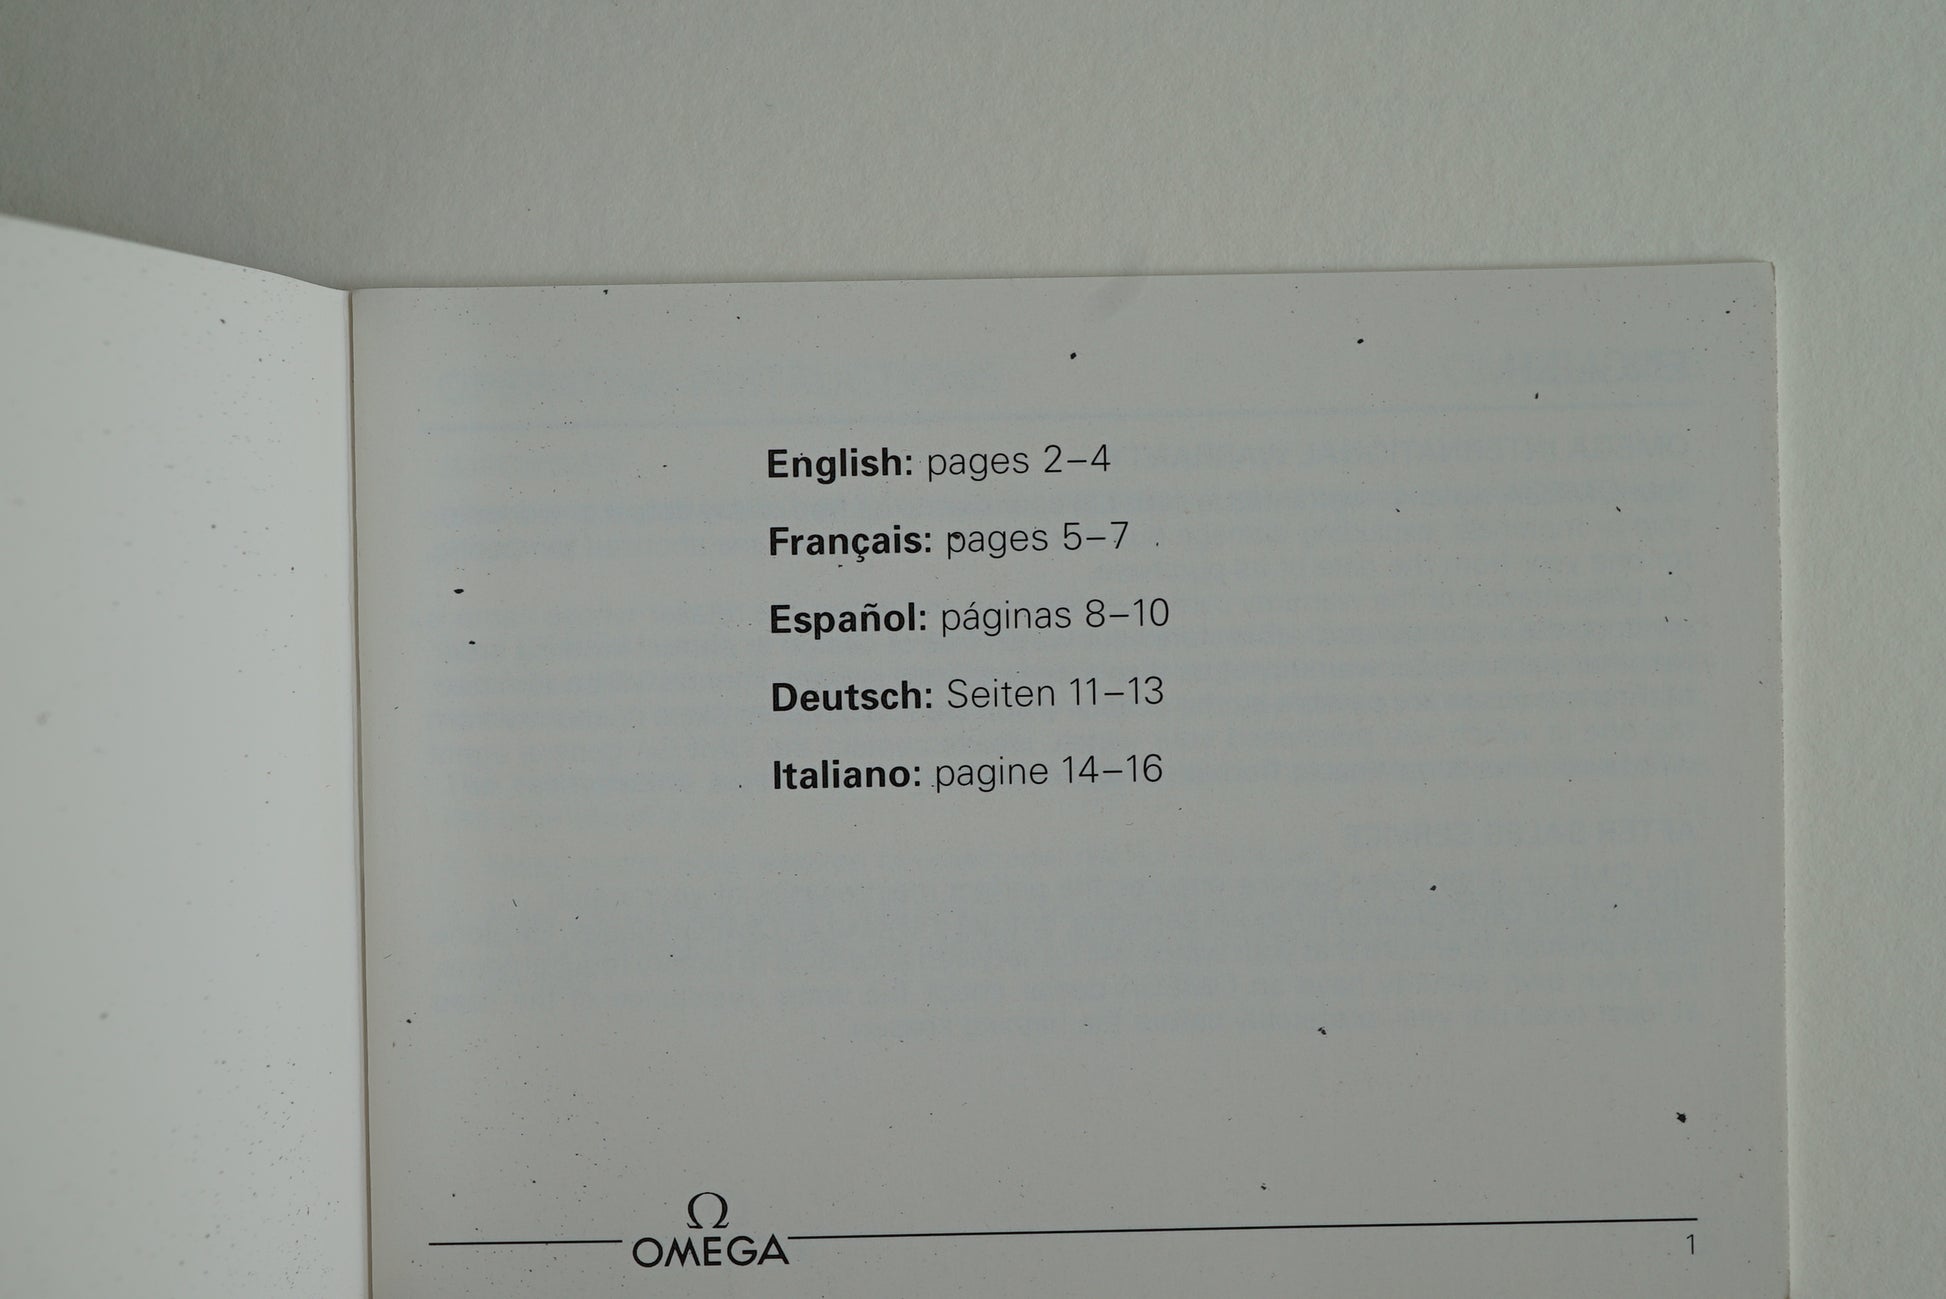 English: pages 2–4
Français: pages 5–7
Español: páginas 8–10
Deutsch: Seiten 11–13
Italiano: pagine 14–16
Ω
OMEGA
1